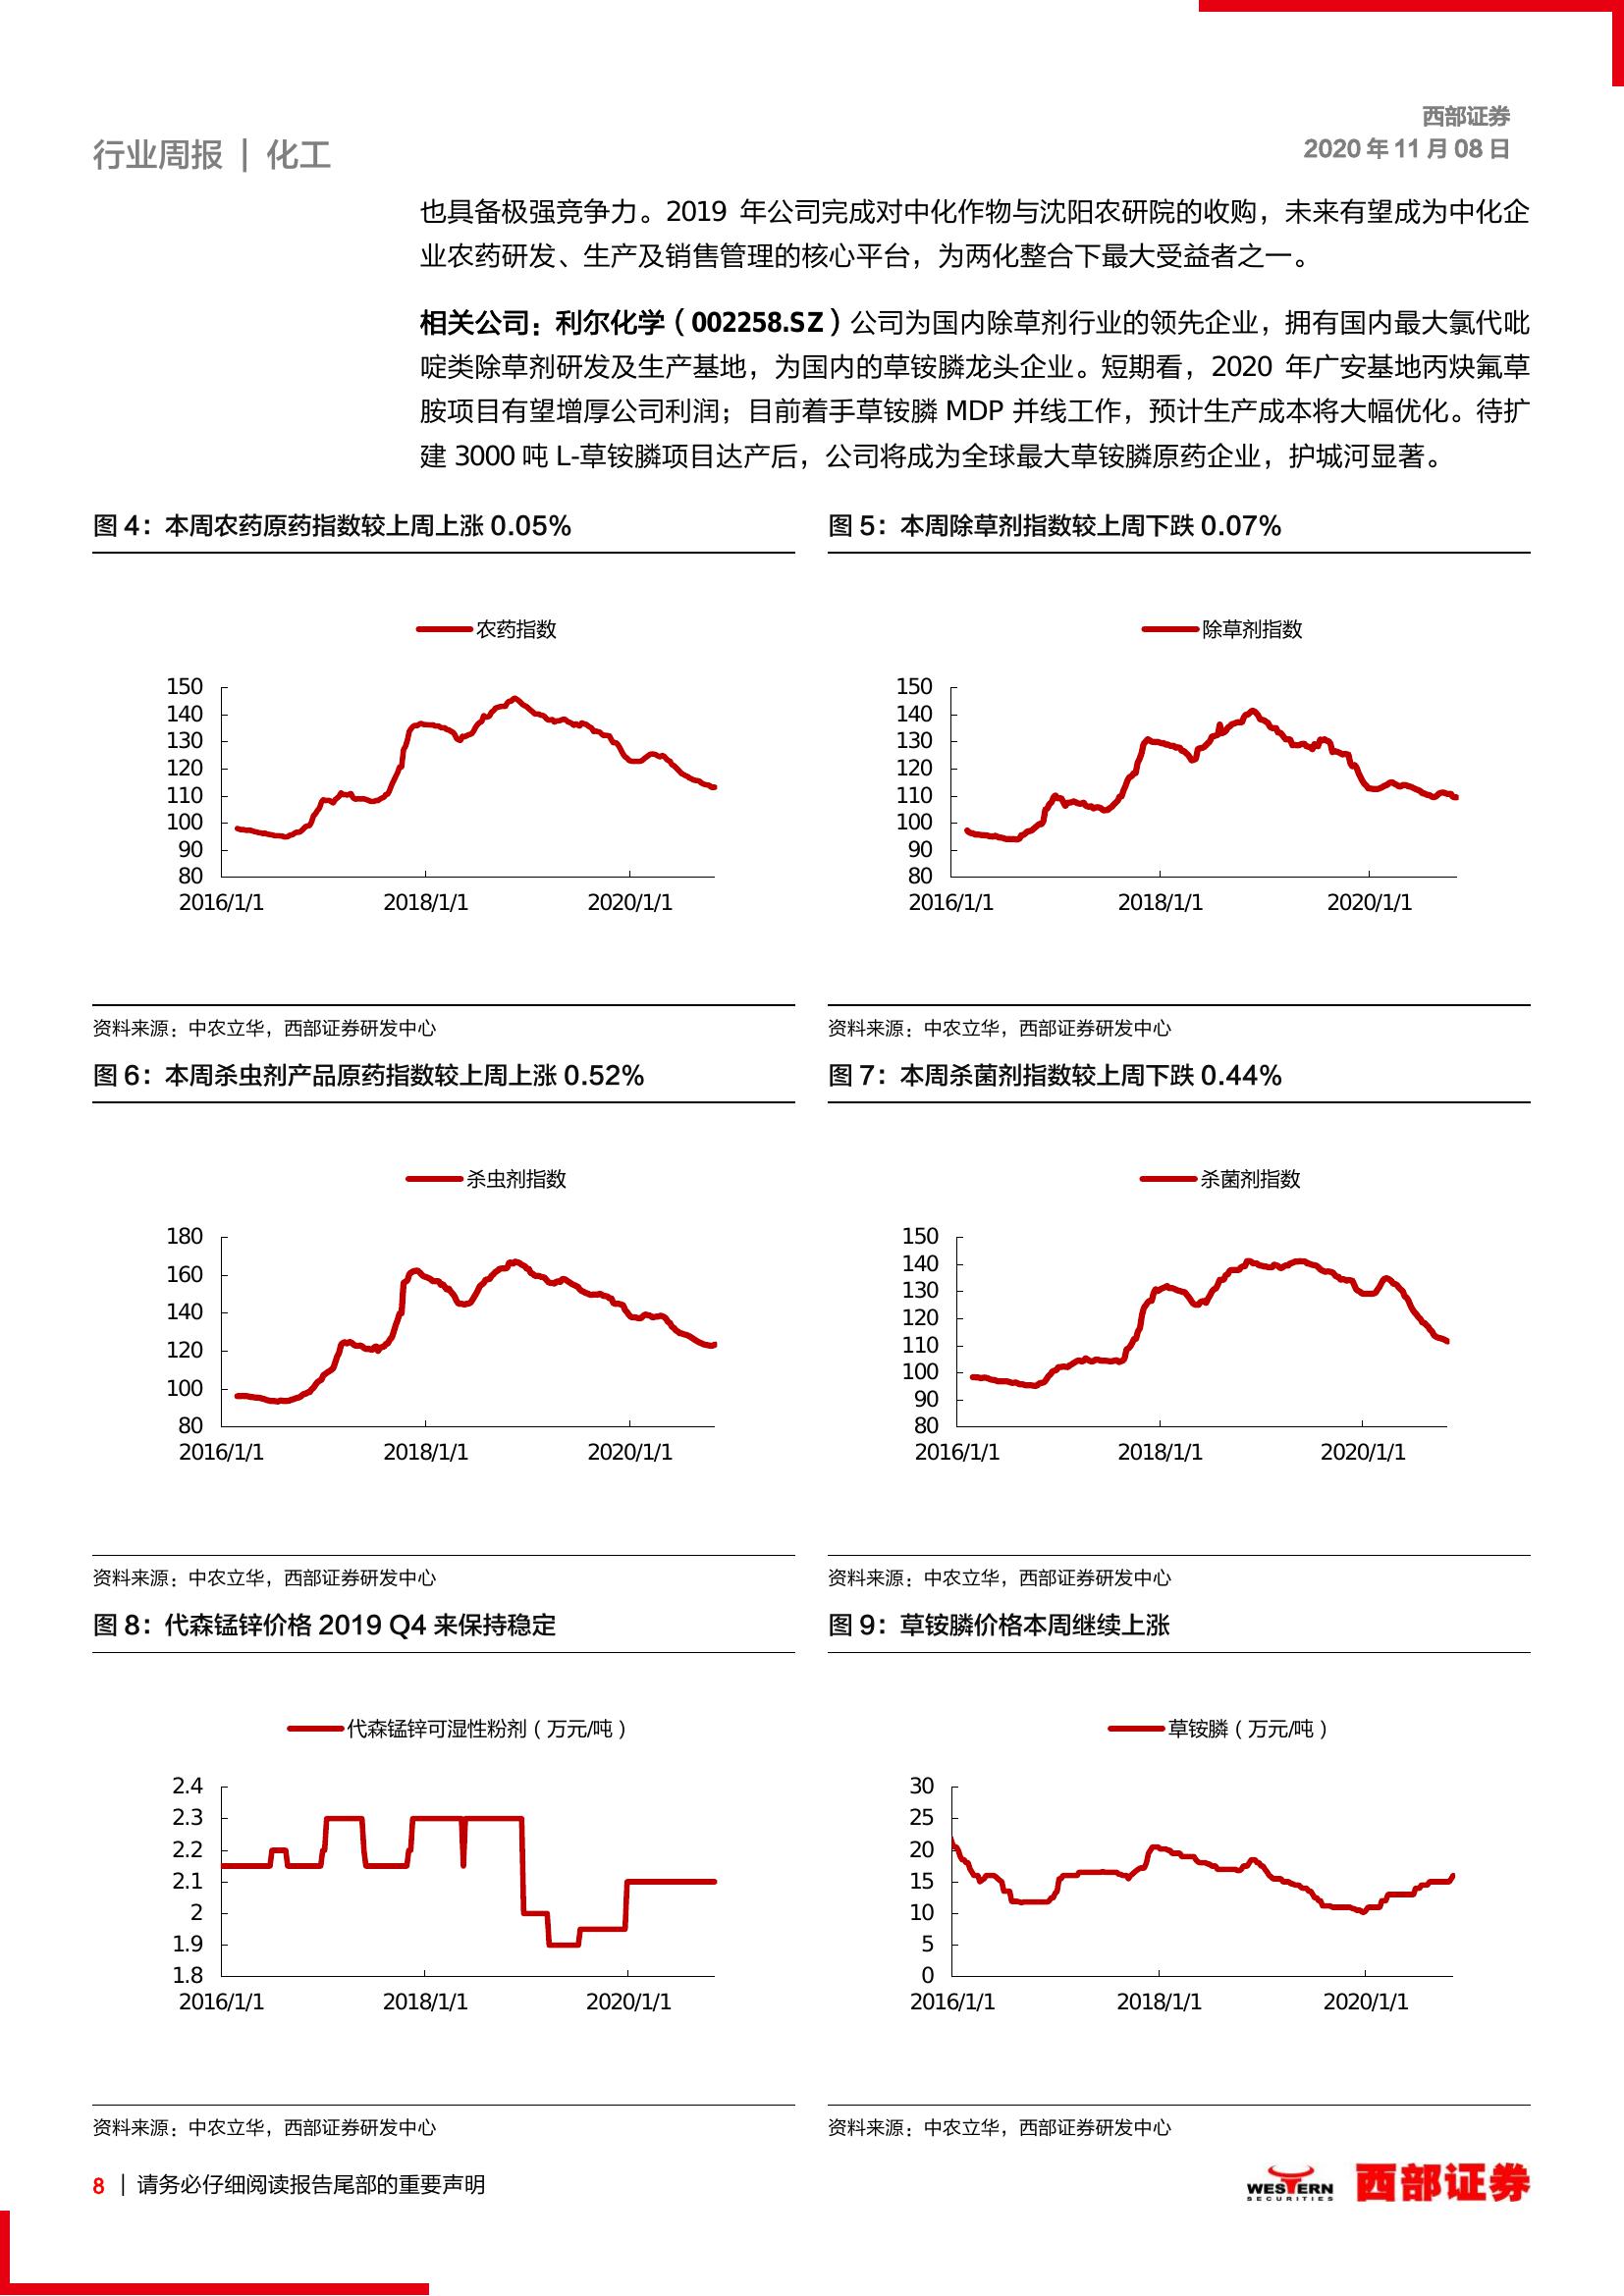 西部证券
行业周报 | 化工
2020 年 11 月 08 日
也具备极强竞争力。2019 年公司完成对中化作物与沈阳农研院的收购，未来有望成为中化企
业农药研发、生产及销售管理的核心平台，为两化整合下最大受益者之一。
相关公司：利尔化学（002258.SZ）公司为国内除草剂行业的领先企业，拥有国内最大氯代吡
啶类除草剂研发及生产基地，为国内的草铵膦龙头企业。短期看，2020 年广安基地丙炔氟草
胺项目有望增厚公司利润；目前着手草铵膦 MDP 并线工作，预计生产成本将大幅优化。待扩
建 3000 吨 L-草铵膦项目达产后，公司将成为全球最大草铵膦原药企业，护城河显著。
图 4：本周农药原药指数较上周上涨 0.05%
农药指数
150
140
130
120
110
100
90
80
2016/1/1 2018/1/1 2020/1/1
资料来源：中农立华，西部证券研发中心
图 5：本周除草剂指数较上周下跌 0.07%
除草剂指数
150
140
130
120
110
100
90
80
2016/1/1 2018/1/1 2020/1/1
资料来源：中农立华，西部证券研发中心
图 6：本周杀虫剂产品原药指数较上周上涨 0.52%
杀虫剂指数
180
160
140
120
100
80
2016/1/1 2018/1/1 2020/1/1
资料来源：中农立华，西部证券研发中心
图 7：本周杀菌剂指数较上周下跌 0.44%
杀菌剂指数
150
140
130
120
110
100
90
80
2016/1/1 2018/1/1 2020/1/1
资料来源：中农立华，西部证券研发中心
图 8：代森锰锌价格 2019 Q4 来保持稳定
代森锰锌可湿性粉剂（万元/吨）
2.4
2.3
2.2
2.1
2
1.9
1.8
2016/1/1 2018/1/1 2020/1/1
资料来源：中农立华，西部证券研发中心
图 9：草铵膦价格本周继续上涨
草铵膦（万元/吨）
30
25
20
15
10
5
0
2016/1/1 2018/1/1 2020/1/1
资料来源：中农立华，西部证券研发中心
8 | 请务必仔细阅读报告尾部的重要声明
WESTERN
SECURITIES
西部证券